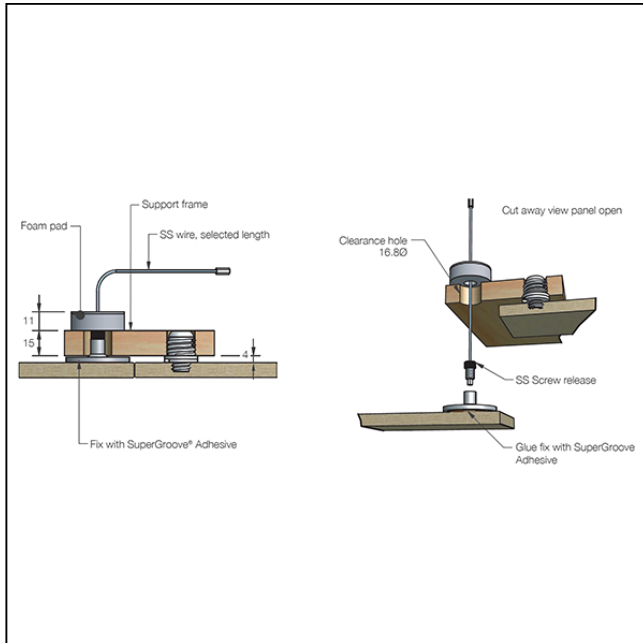 Support frame
Foam pad
SS wire, selected length
11
15
4
Fix with SuperGroove® Adhesive
Cut away view panel open
Clearance hole
16.8Ø
SS Screw release
Glue fix with SuperGroove
Adhesive